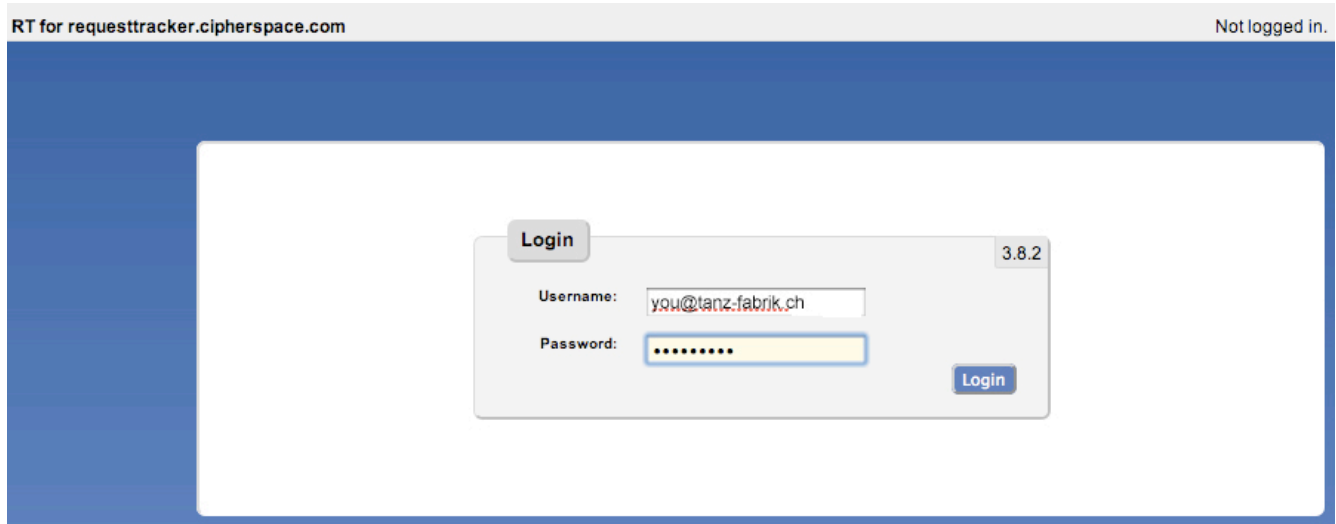 RT for requesttracker.cipherspace.com
Not logged in.
Login
3.8.2
Username:
you@tanz-fabrik.ch
Password:
•••••••••
Login